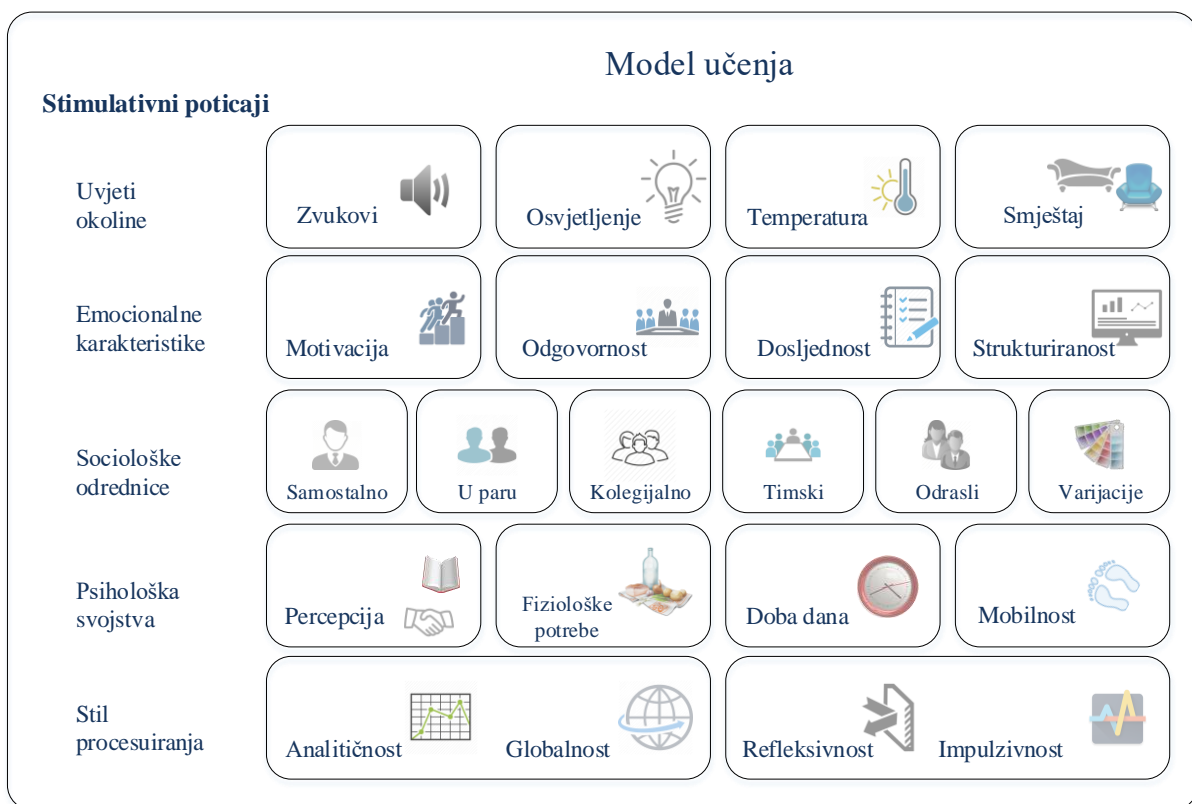 Model učenja
Stimulativni poticaji
Uvjeti
okoline
Zvukovi
Osvjetljenje
Temperatura
Smještaj
Emocionalne
karakteristike
Motivacija
Odgovornost
Dosljednost
Strukturiranost
Sociološke
odrednice
Samostalno
U paru
Kolegijalno
Timski
Odrasli
Varijacije
Psihološka
svojstva
Percepcija
Fiziološke
potrebe
Doba dana
Mobilnost
Stil
procesuiranja
Analitičnost
Globalnost
Refleksivnost
Impulzivnost